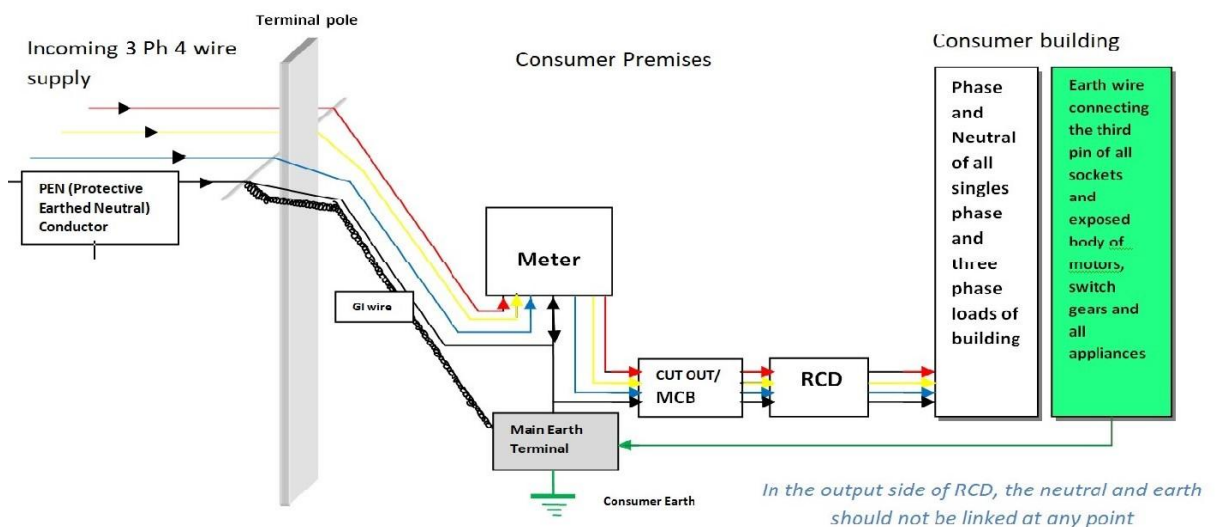 Terminal pole
Incoming 3 Ph 4 wire
supply
Consumer Premises
Consumer building
PEN (Protective
Earthed Neutral)
Conductor
GI wire
Meter
CUT OUT/
MCB
RCD
Phase
and
Neutral
of all
singles
phase
and
three
phase
loads of
building
Earth wire
connecting
the third
pin of all
sockets
and
exposed
body of
motors,
switch
gears and
all
appliances
Main Earth
Terminal
Consumer Earth
In the output side of RCD, the neutral and earth
should not be linked at any point